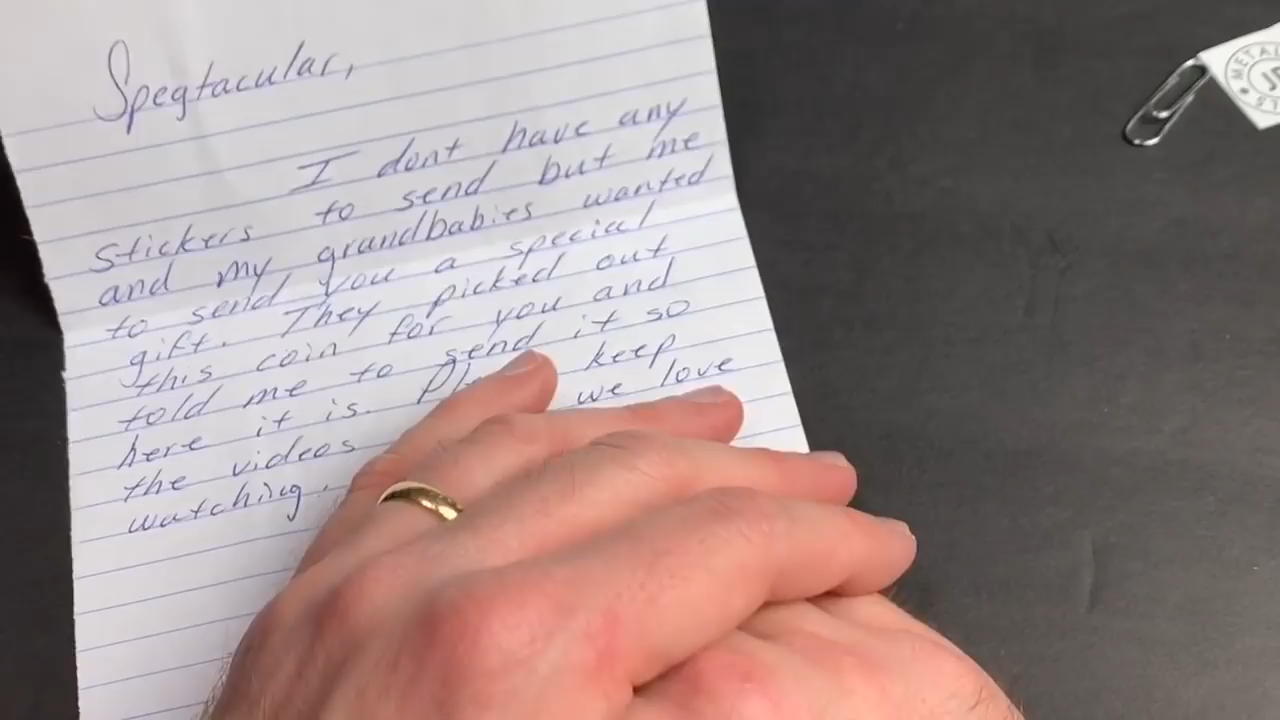 Spegtacular,
I dont have any
stickers to send but me
and my grandbabies wanted
to send you a special
gift. They picked out
this coin for you and
told me to send it so
here it is. keep
the videos we love
watching.
METAL